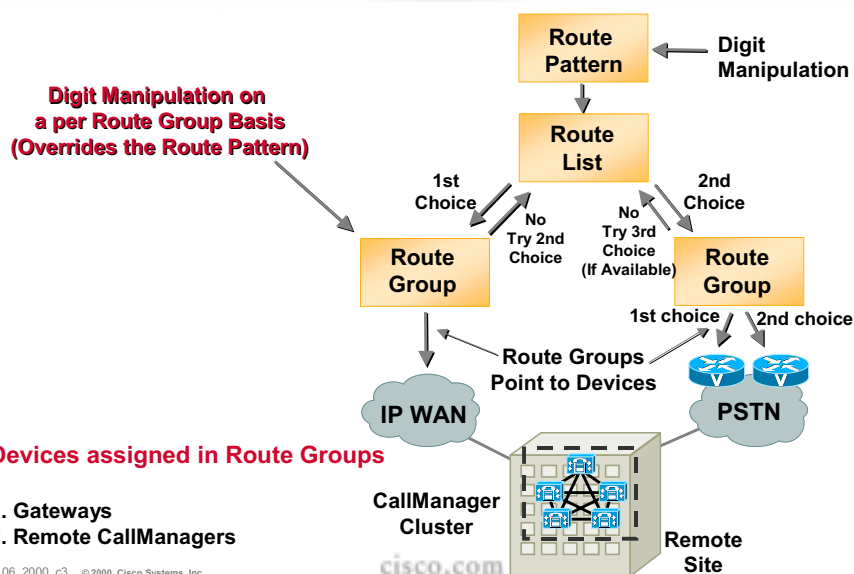 Route
Pattern
Digit
Manipulation
Digit Manipulation on
a per Route Group Basis
(Overrides the Route Pattern)
Route
List
1st
Choice
No
Try 2nd
Choice
No
Try 3rd
Choice
(If Available)
2nd
Choice
Route
Group
Route
Group
1st choice
2nd choice
Route Groups
Point to Devices
V
V
IP WAN
PSTN
Devices assigned in Route Groups
. Gateways
. Remote CallManagers
CallManager
Cluster
Remote
Site
06_2000_c3 © 2000, Cisco Systems, Inc.
cisco.com